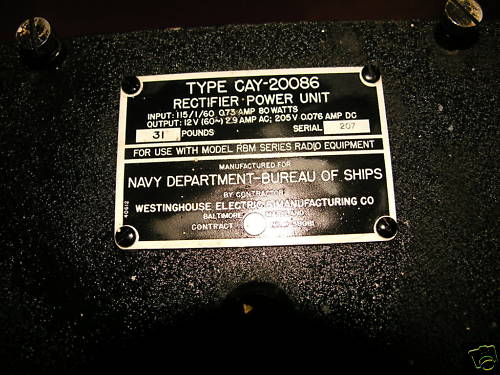 TYPE CAY-20086
RECTIFIER POWER UNIT
INPUT: 115/1/60 0.73 AMP 80 WATTS
OUTPUT: 12V (60~) 2.9 AMP AC; 205 V 0.076 AMP DC
31 POUNDS SERIAL 207
FOR USE WITH MODEL RBM SERIES RADIO EQUIPMENT
MANUFACTURED FOR
NAVY DEPARTMENT-BUREAU OF SHIPS
BY CONTRACTOR
WESTINGHOUSE ELECTRIC & MANUFACTURING CO
BALTIMORE MARYLAND
CONTRACT